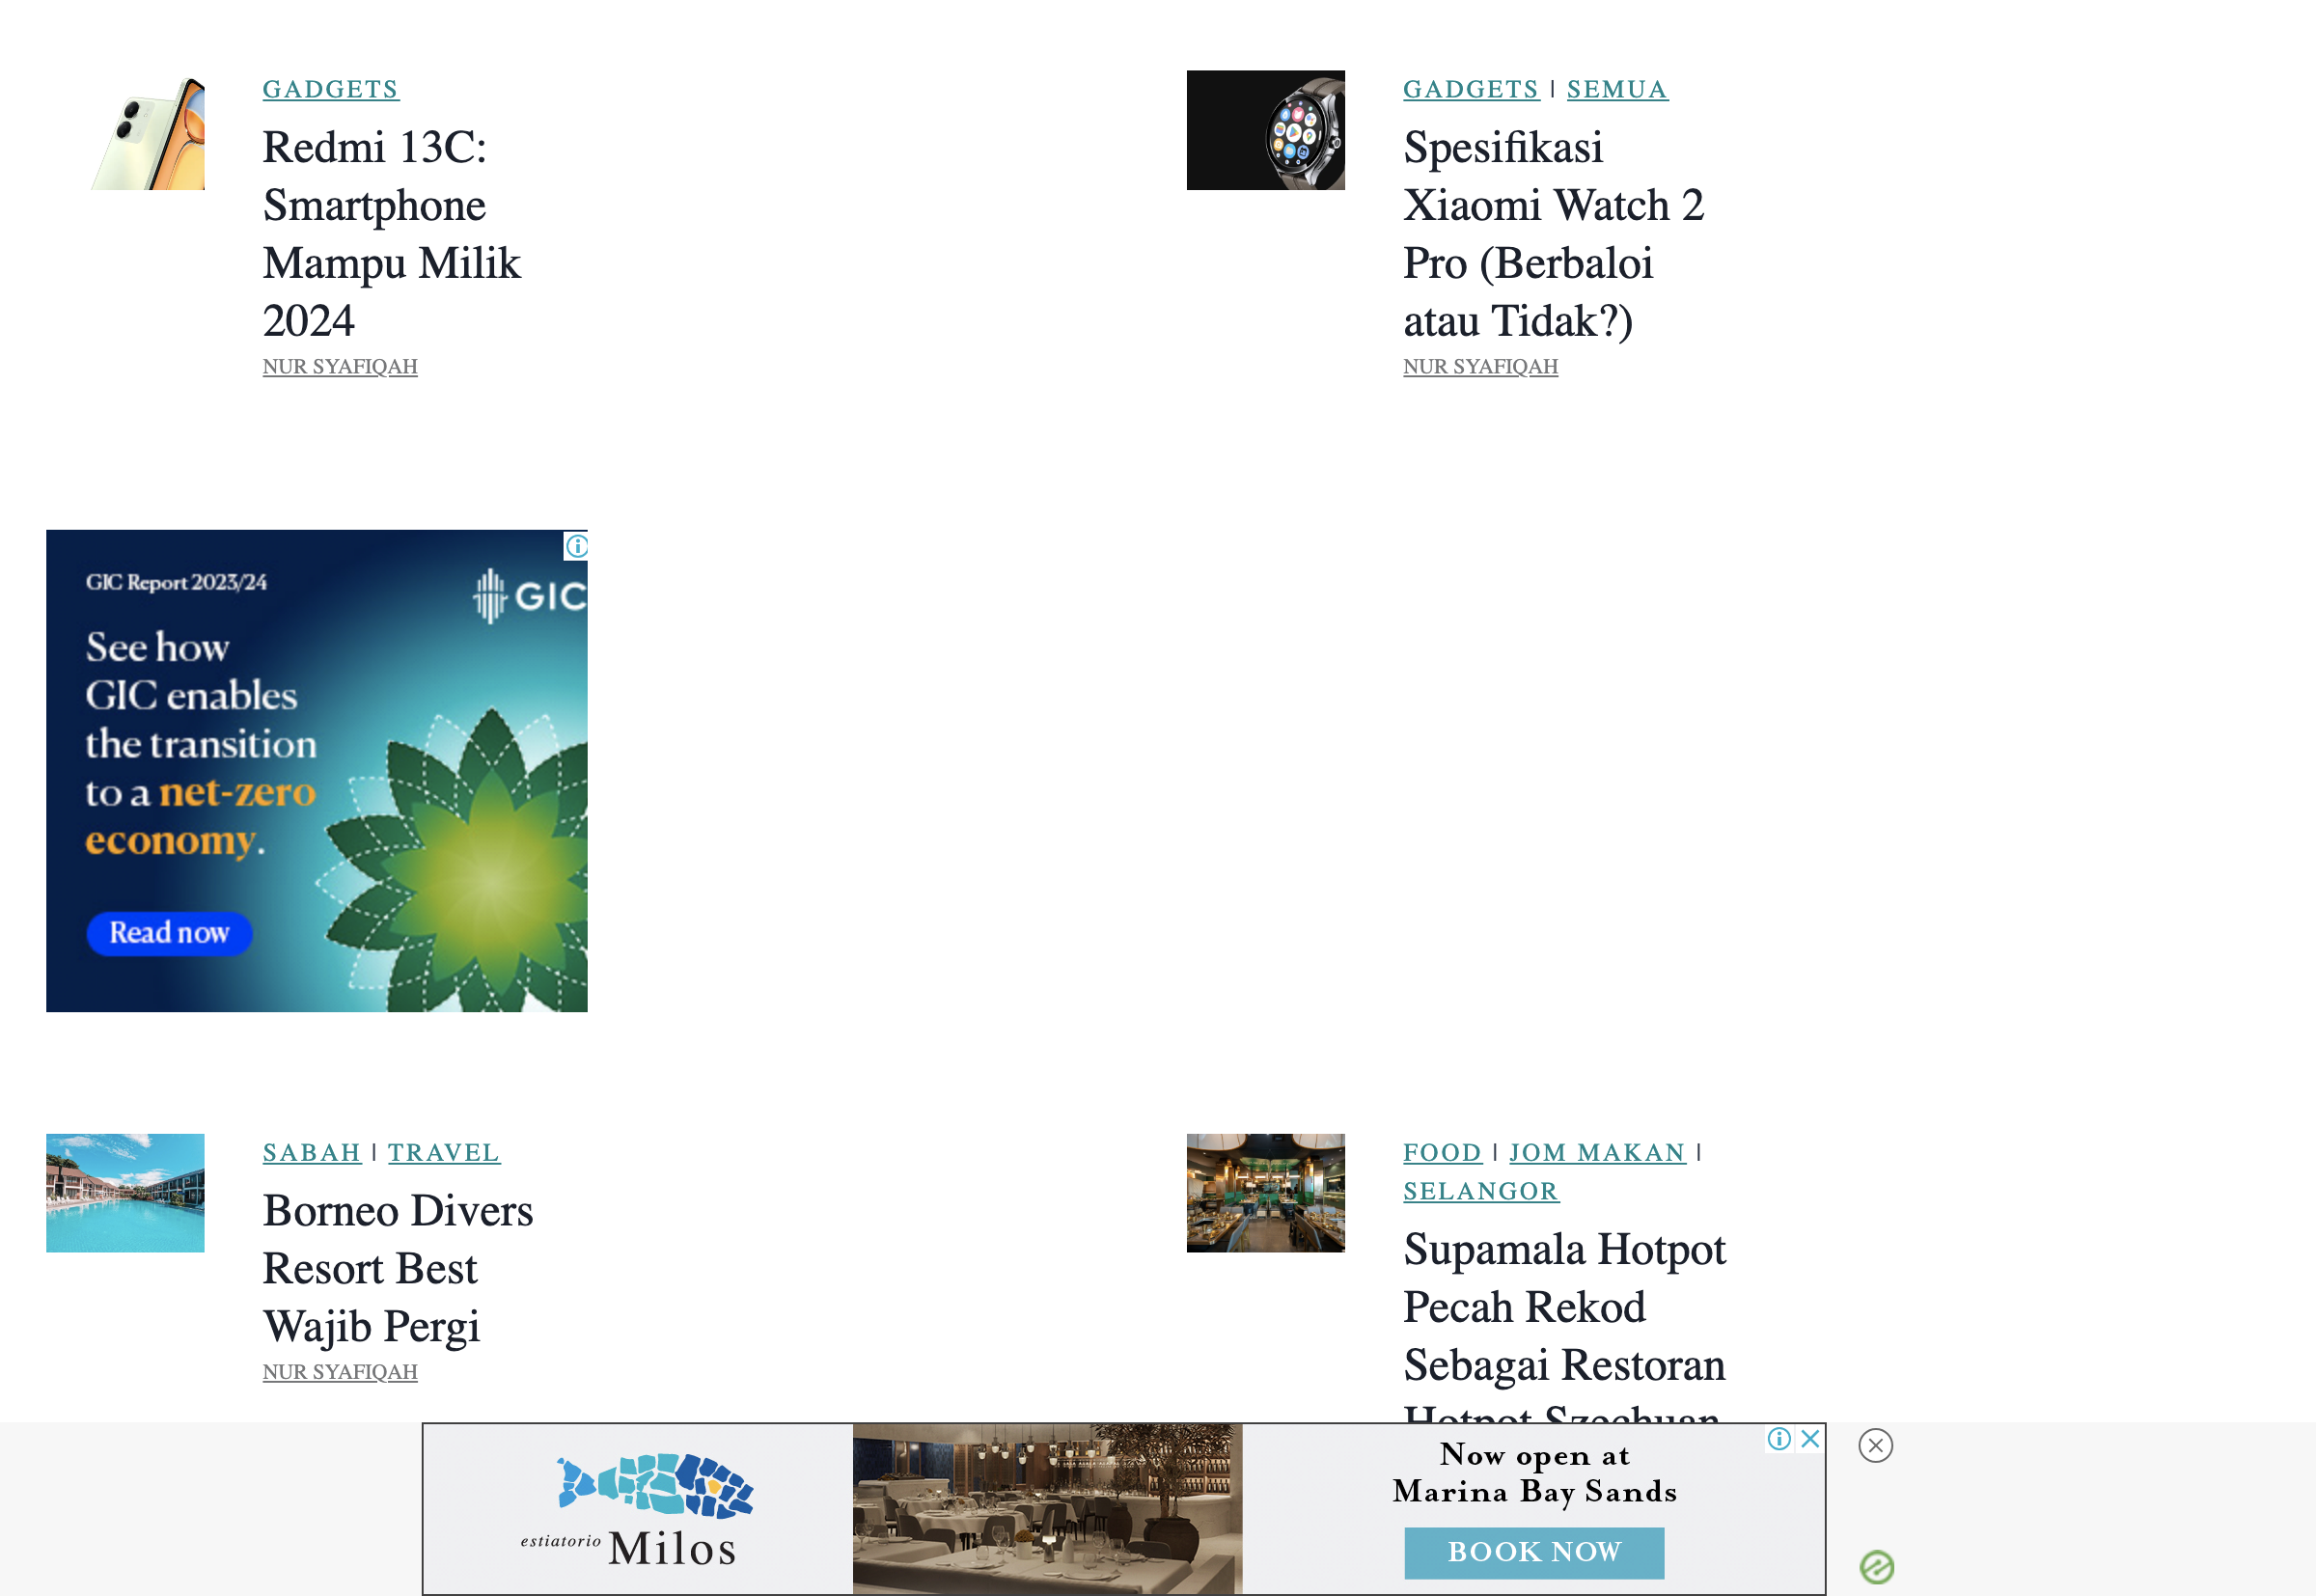 GADGETS
Redmi 13C:
Smartphone
Mampu Milik
2024
NUR SYAFIQAH
GADGETS | SEMUA
Spesifikasi
Xiaomi Watch 2
Pro (Berbaloi
atau Tidak?)
NUR SYAFIQAH
GIC Report 2023/24
GIC
See how
GIC enables
the transition
to a net-zero
economy.
Read now
SABAH | TRAVEL
Borneo Divers
Resort Best
Wajib Pergi
NUR SYAFIQAH
FOOD | JOM MAKAN |
SELANGOR
Supamala Hotpot
Pecah Rekod
Sebagai Restoran
Hotpot Szechuan
estiatorio Milos
Now open at
Marina Bay Sands
BOOK NOW